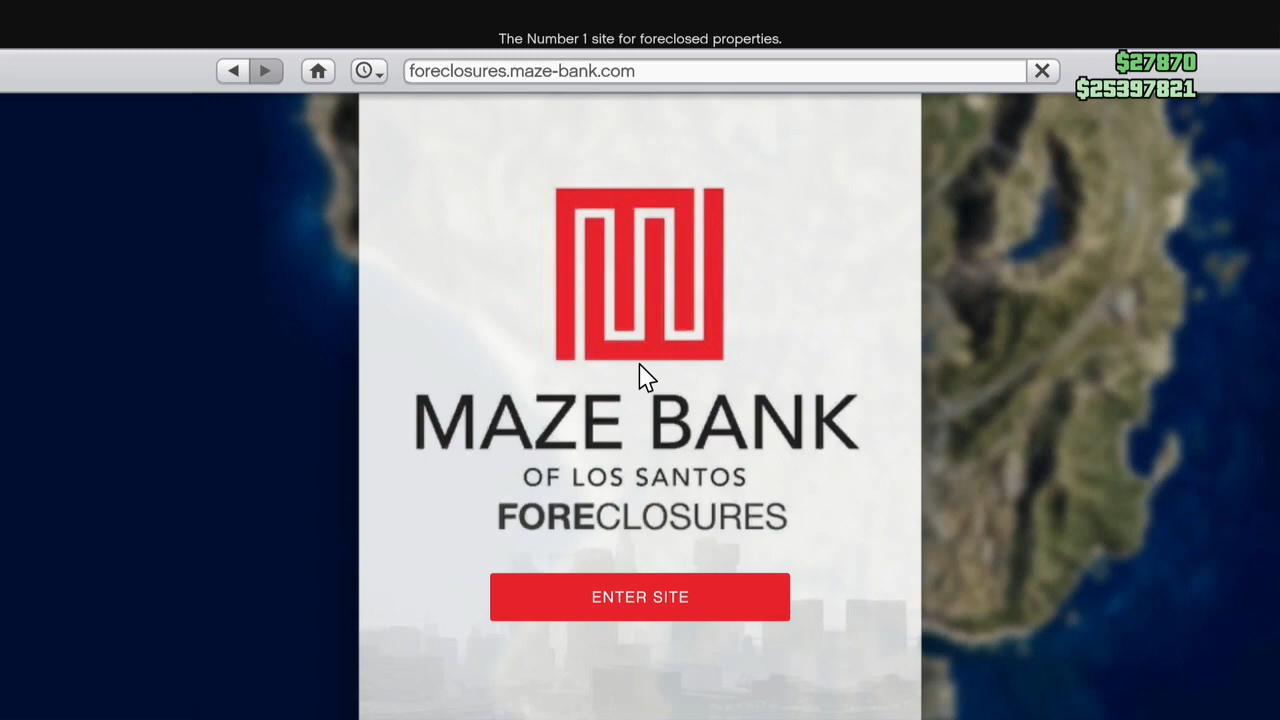 The Number 1 site for foreclosed properties.
foreclosures.maze-bank.com
$27870
$25397821
MAZE BANK
OF LOS SANTOS
FORECLOSURES
ENTER SITE